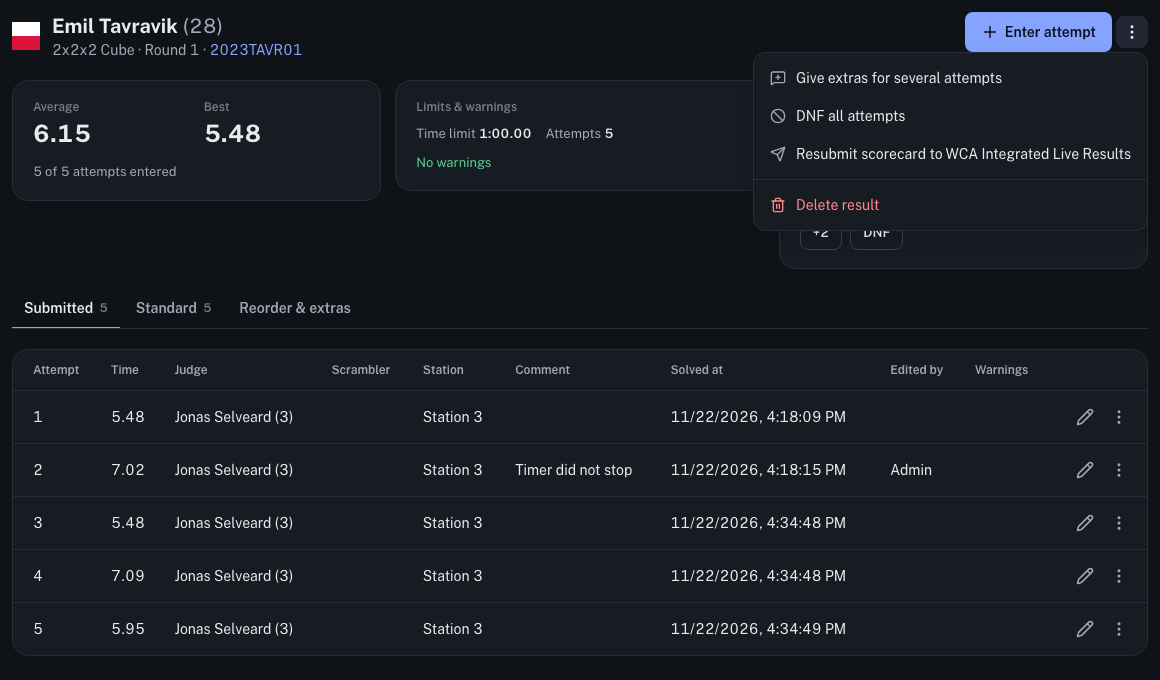 Emil Tavravik (28)
2x2x2 Cube · Round 1 · 2023TAVR01
Enter attempt
Give extras for several attempts
DNF all attempts
Resubmit scorecard to WCA Integrated Live Results
Delete result
Average
Best
6.15
5.48
5 of 5 attempts entered
Limits & warnings
Time limit 1:00.00 Attempts 5
No warnings
+2
DNF
Submitted 5
Standard 5
Reorder & extras
Attempt Time Judge Scrambler Station Comment Solved at Edited by Warnings
1 5.48 Jonas Selveard (3) Station 3 11/22/2026, 4:18:09 PM
2 7.02 Jonas Selveard (3) Station 3 Timer did not stop 11/22/2026, 4:18:15 PM Admin
3 5.48 Jonas Selveard (3) Station 3 11/22/2026, 4:34:48 PM
4 7.09 Jonas Selveard (3) Station 3 11/22/2026, 4:34:48 PM
5 5.95 Jonas Selveard (3) Station 3 11/22/2026, 4:34:49 PM